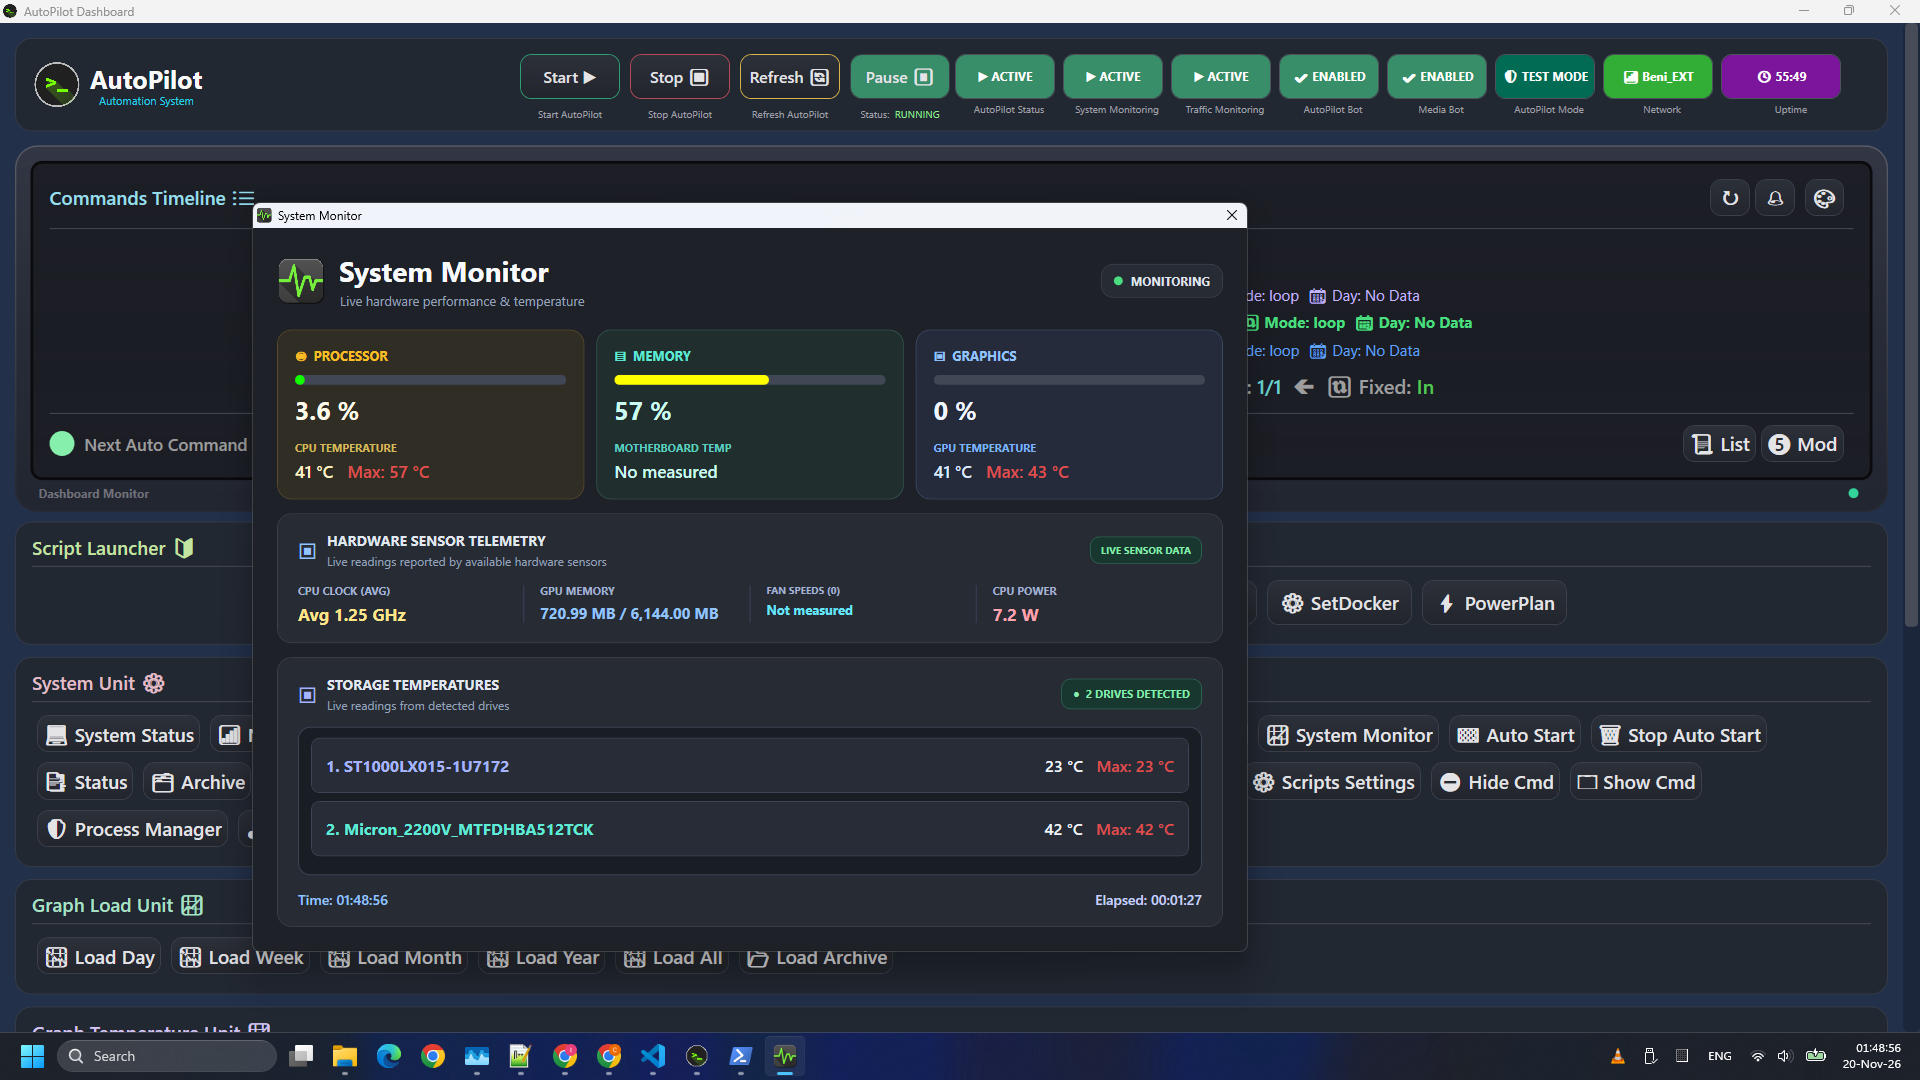 AutoPilot Dashboard
AutoPilot
Automation System
Start
Start AutoPilot
Stop
Stop AutoPilot
Refresh
Refresh AutoPilot
Pause
Status: RUNNING
ACTIVE
AutoPilot Status
ACTIVE
System Monitoring
ACTIVE
Traffic Monitoring
ENABLED
AutoPilot Bot
ENABLED
Media Bot
TEST MODE
AutoPilot Mode
Beni_EXT
Network
55:49
Uptime
Commands Timeline
System Monitor
System Monitor
Live hardware performance & temperature
MONITORING
de: loop Day: No Data
Mode: loop Day: No Data
de: loop Day: No Data
: 1/1 Fixed: In
PROCESSOR
3.6 %
CPU TEMPERATURE
41 °C Max: 57 °C
MEMORY
57 %
MOTHERBOARD TEMP
No measured
GRAPHICS
0 %
GPU TEMPERATURE
41 °C Max: 43 °C
Next Auto Command
List
5 Mod
Dashboard Monitor
HARDWARE SENSOR TELEMETRY
Live readings reported by available hardware sensors
LIVE SENSOR DATA
CPU CLOCK (AVG)
Avg 1.25 GHz
GPU MEMORY
720.99 MB / 6,144.00 MB
FAN SPEEDS (0)
Not measured
CPU POWER
7.2 W
STORAGE TEMPERATURES
Live readings from detected drives
2 DRIVES DETECTED
1. ST1000LX015-1U7172 23 °C Max: 23 °C
2. Micron_2200V_MTFDHBA512TCK 42 °C Max: 42 °C
Time: 01:48:56
Elapsed: 00:01:27
Script Launcher
SetDocker
PowerPlan
System Unit
System Status
System Monitor
Auto Start
Stop Auto Start
Status
Archive
Scripts Settings
Hide Cmd
Show Cmd
Process Manager
Graph Load Unit
Load Day
Load Week
Load Month
Load Year
Load All
Load Archive
Graph Temperature Unit
Search
ENG
01:48:56
20-Nov-26